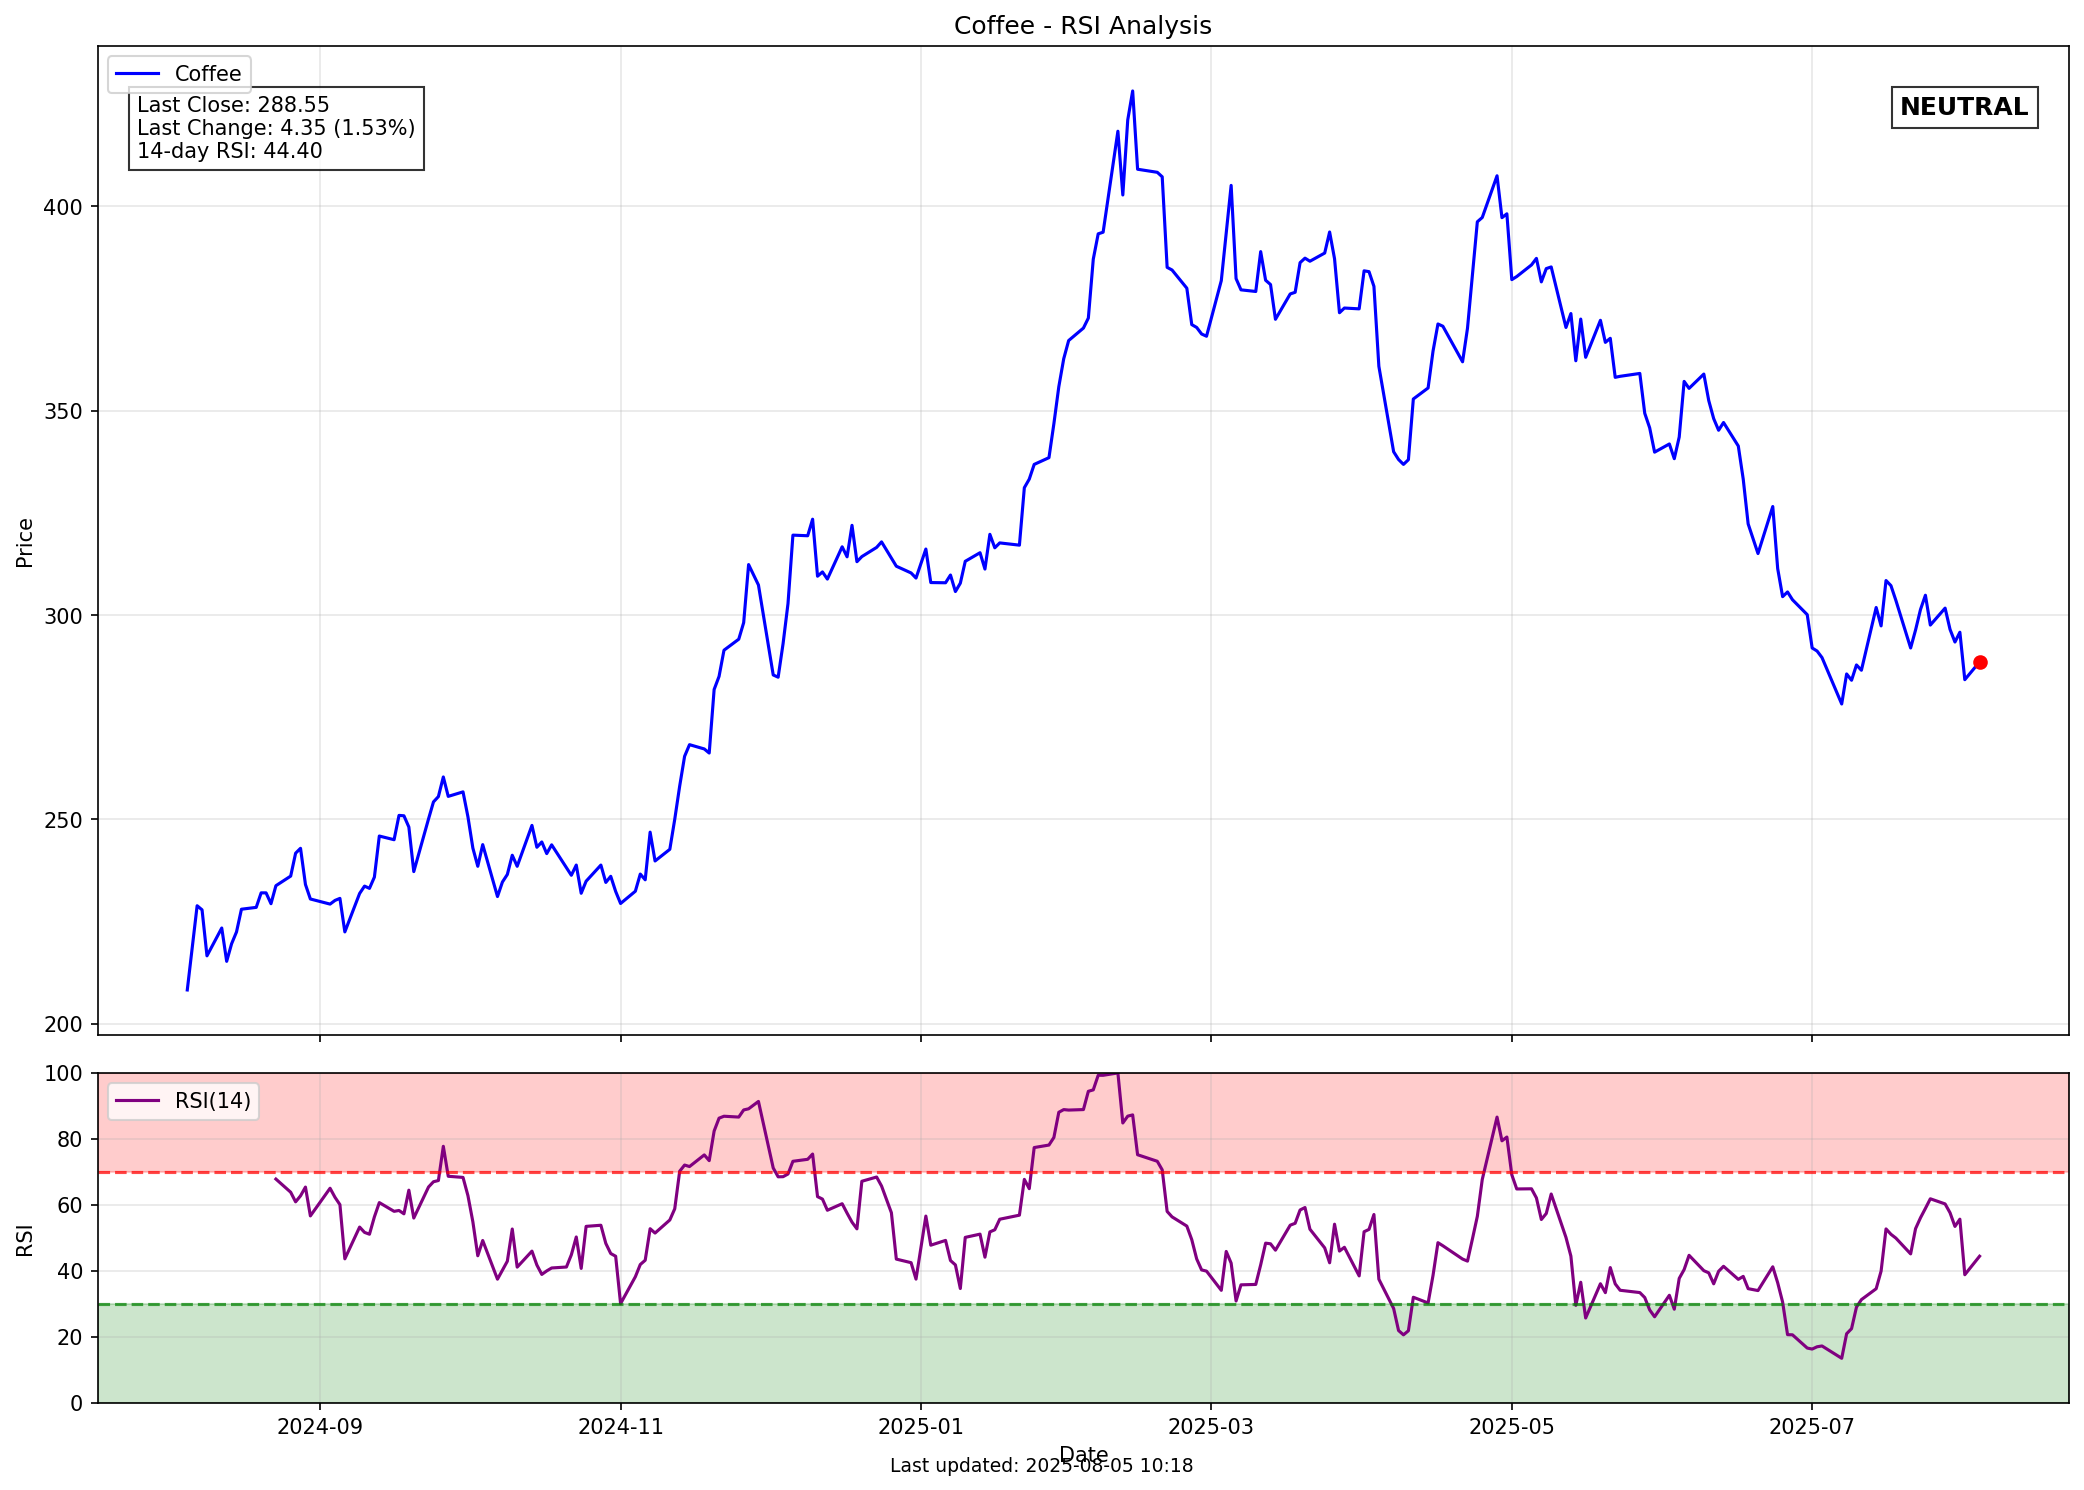 Coffee - RSI Analysis
Coffee
Last Close: 288.55
Last Change: 4.35 (1.53%)
14-day RSI: 44.40
NEUTRAL
Price
400
350
300
250
200
RSI(14)
RSI
100
80
60
40
20
0
2024-09
2024-11
2025-01
2025-03
2025-05
2025-07
Date
Last updated: 2025-08-05 10:18